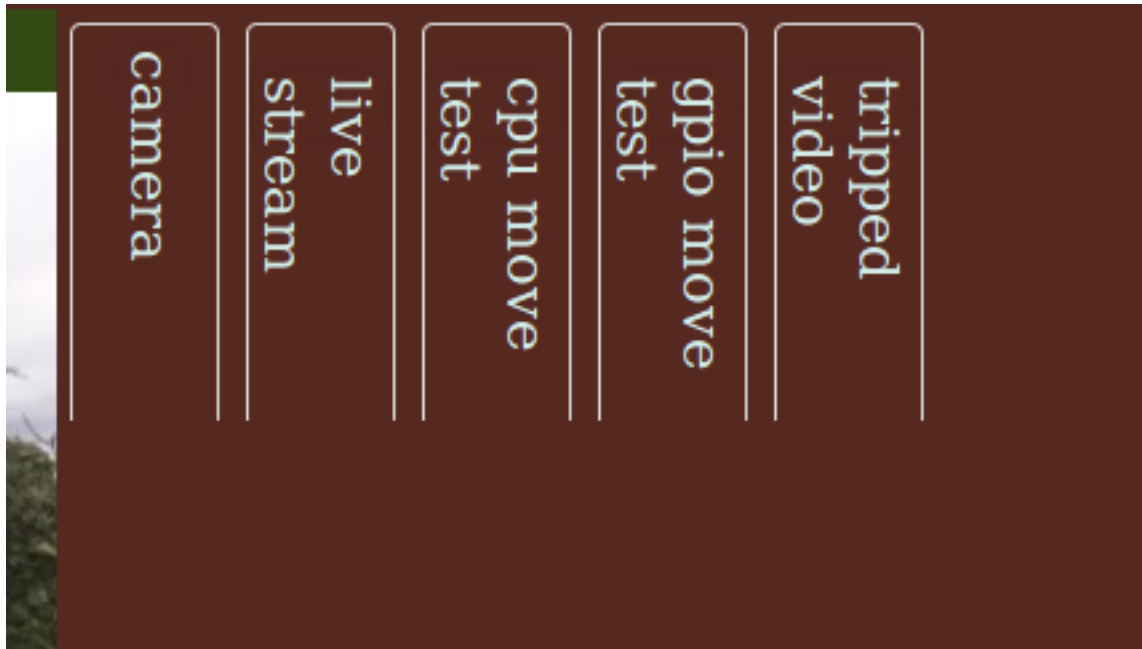 camera
live
stream
cpu move
test
gpio move
test
tripped
video